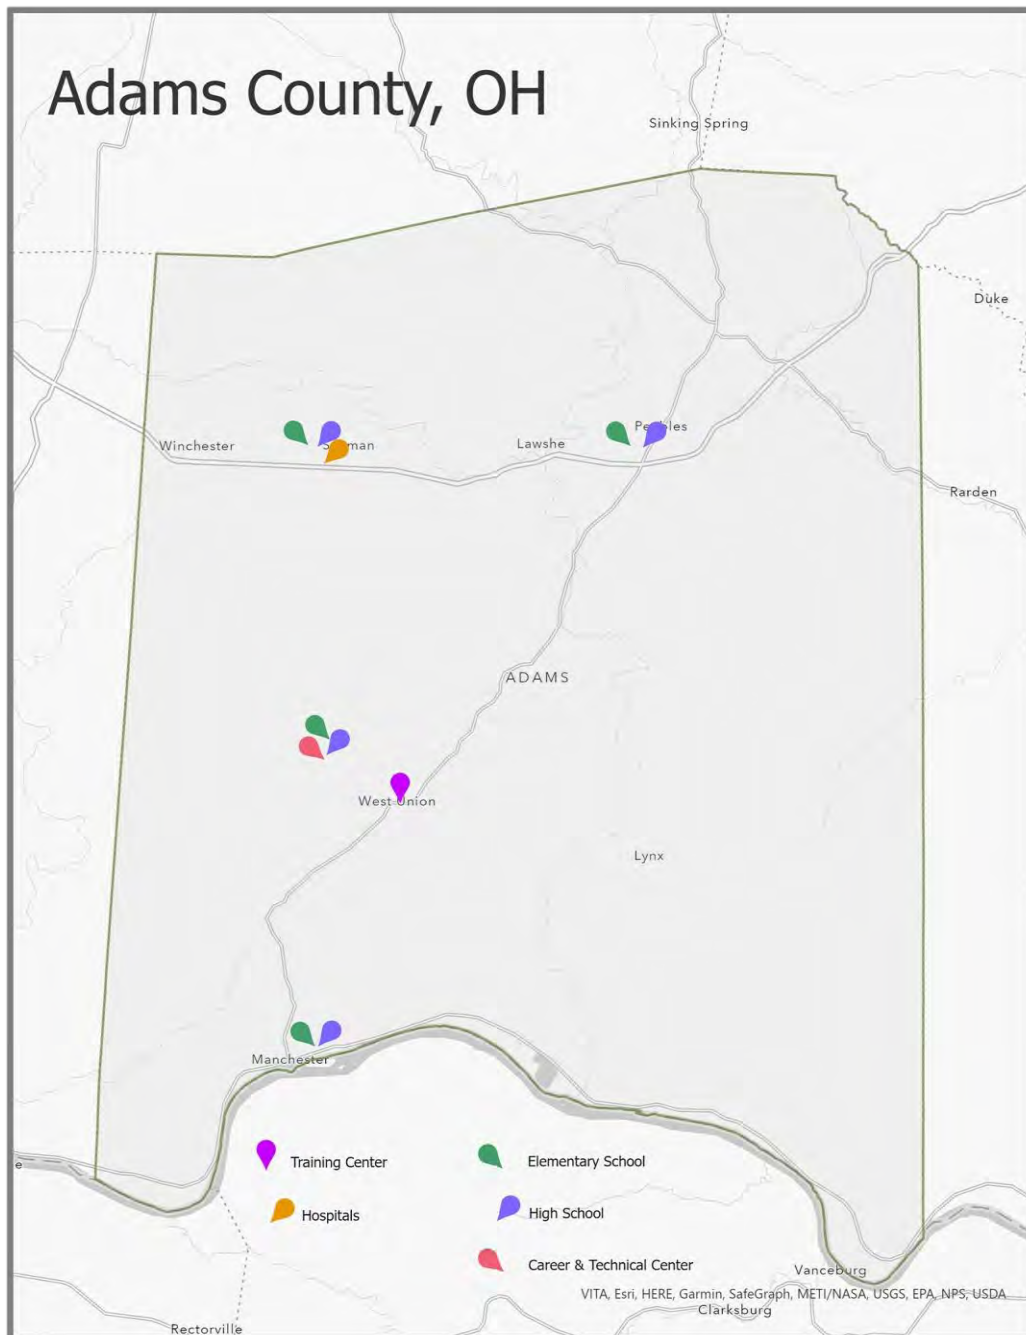 Adams County, OH
Sinking Spring
Duke
Winchester
Lawshe
Rarden
ADAMS
West Union
Lynx
Manchester
e
Training Center
Elementary School
Hospitals
High School
Career & Technical Center
Vanceburg
VITA, Esri, HERE, Garmin, SafeGraph, METI/NASA, USGS, EPA, NPS, USDA
Clarksburg
Rectorville